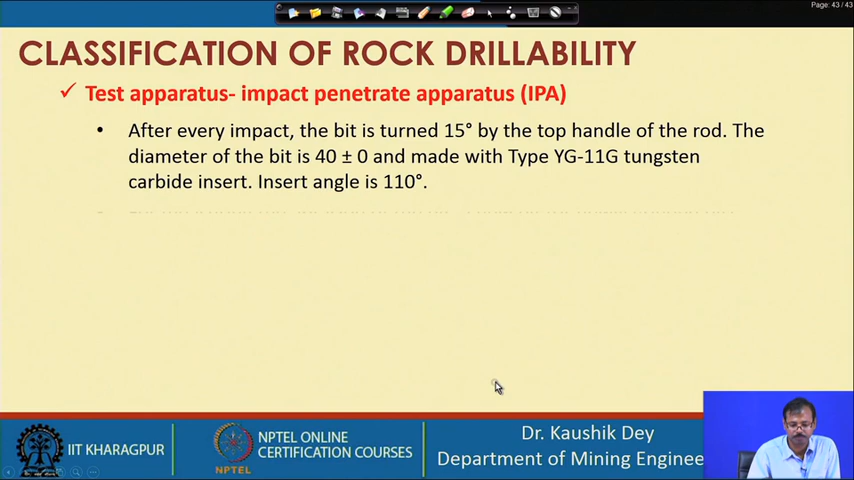 Page: 43 / 43
CLASSIFICATION OF ROCK DRILLABILITY
✓ Test apparatus- impact penetrate apparatus (IPA)
• After every impact, the bit is turned 15° by the top handle of the rod. The
diameter of the bit is 40 ± 0 and made with Type YG-11G tungsten
carbide insert. Insert angle is 110°.
IIT KHARAGPUR
NPTEL
NPTEL ONLINE
CERTIFICATION COURSES
Dr. Kaushik Dey
Department of Mining Enginee